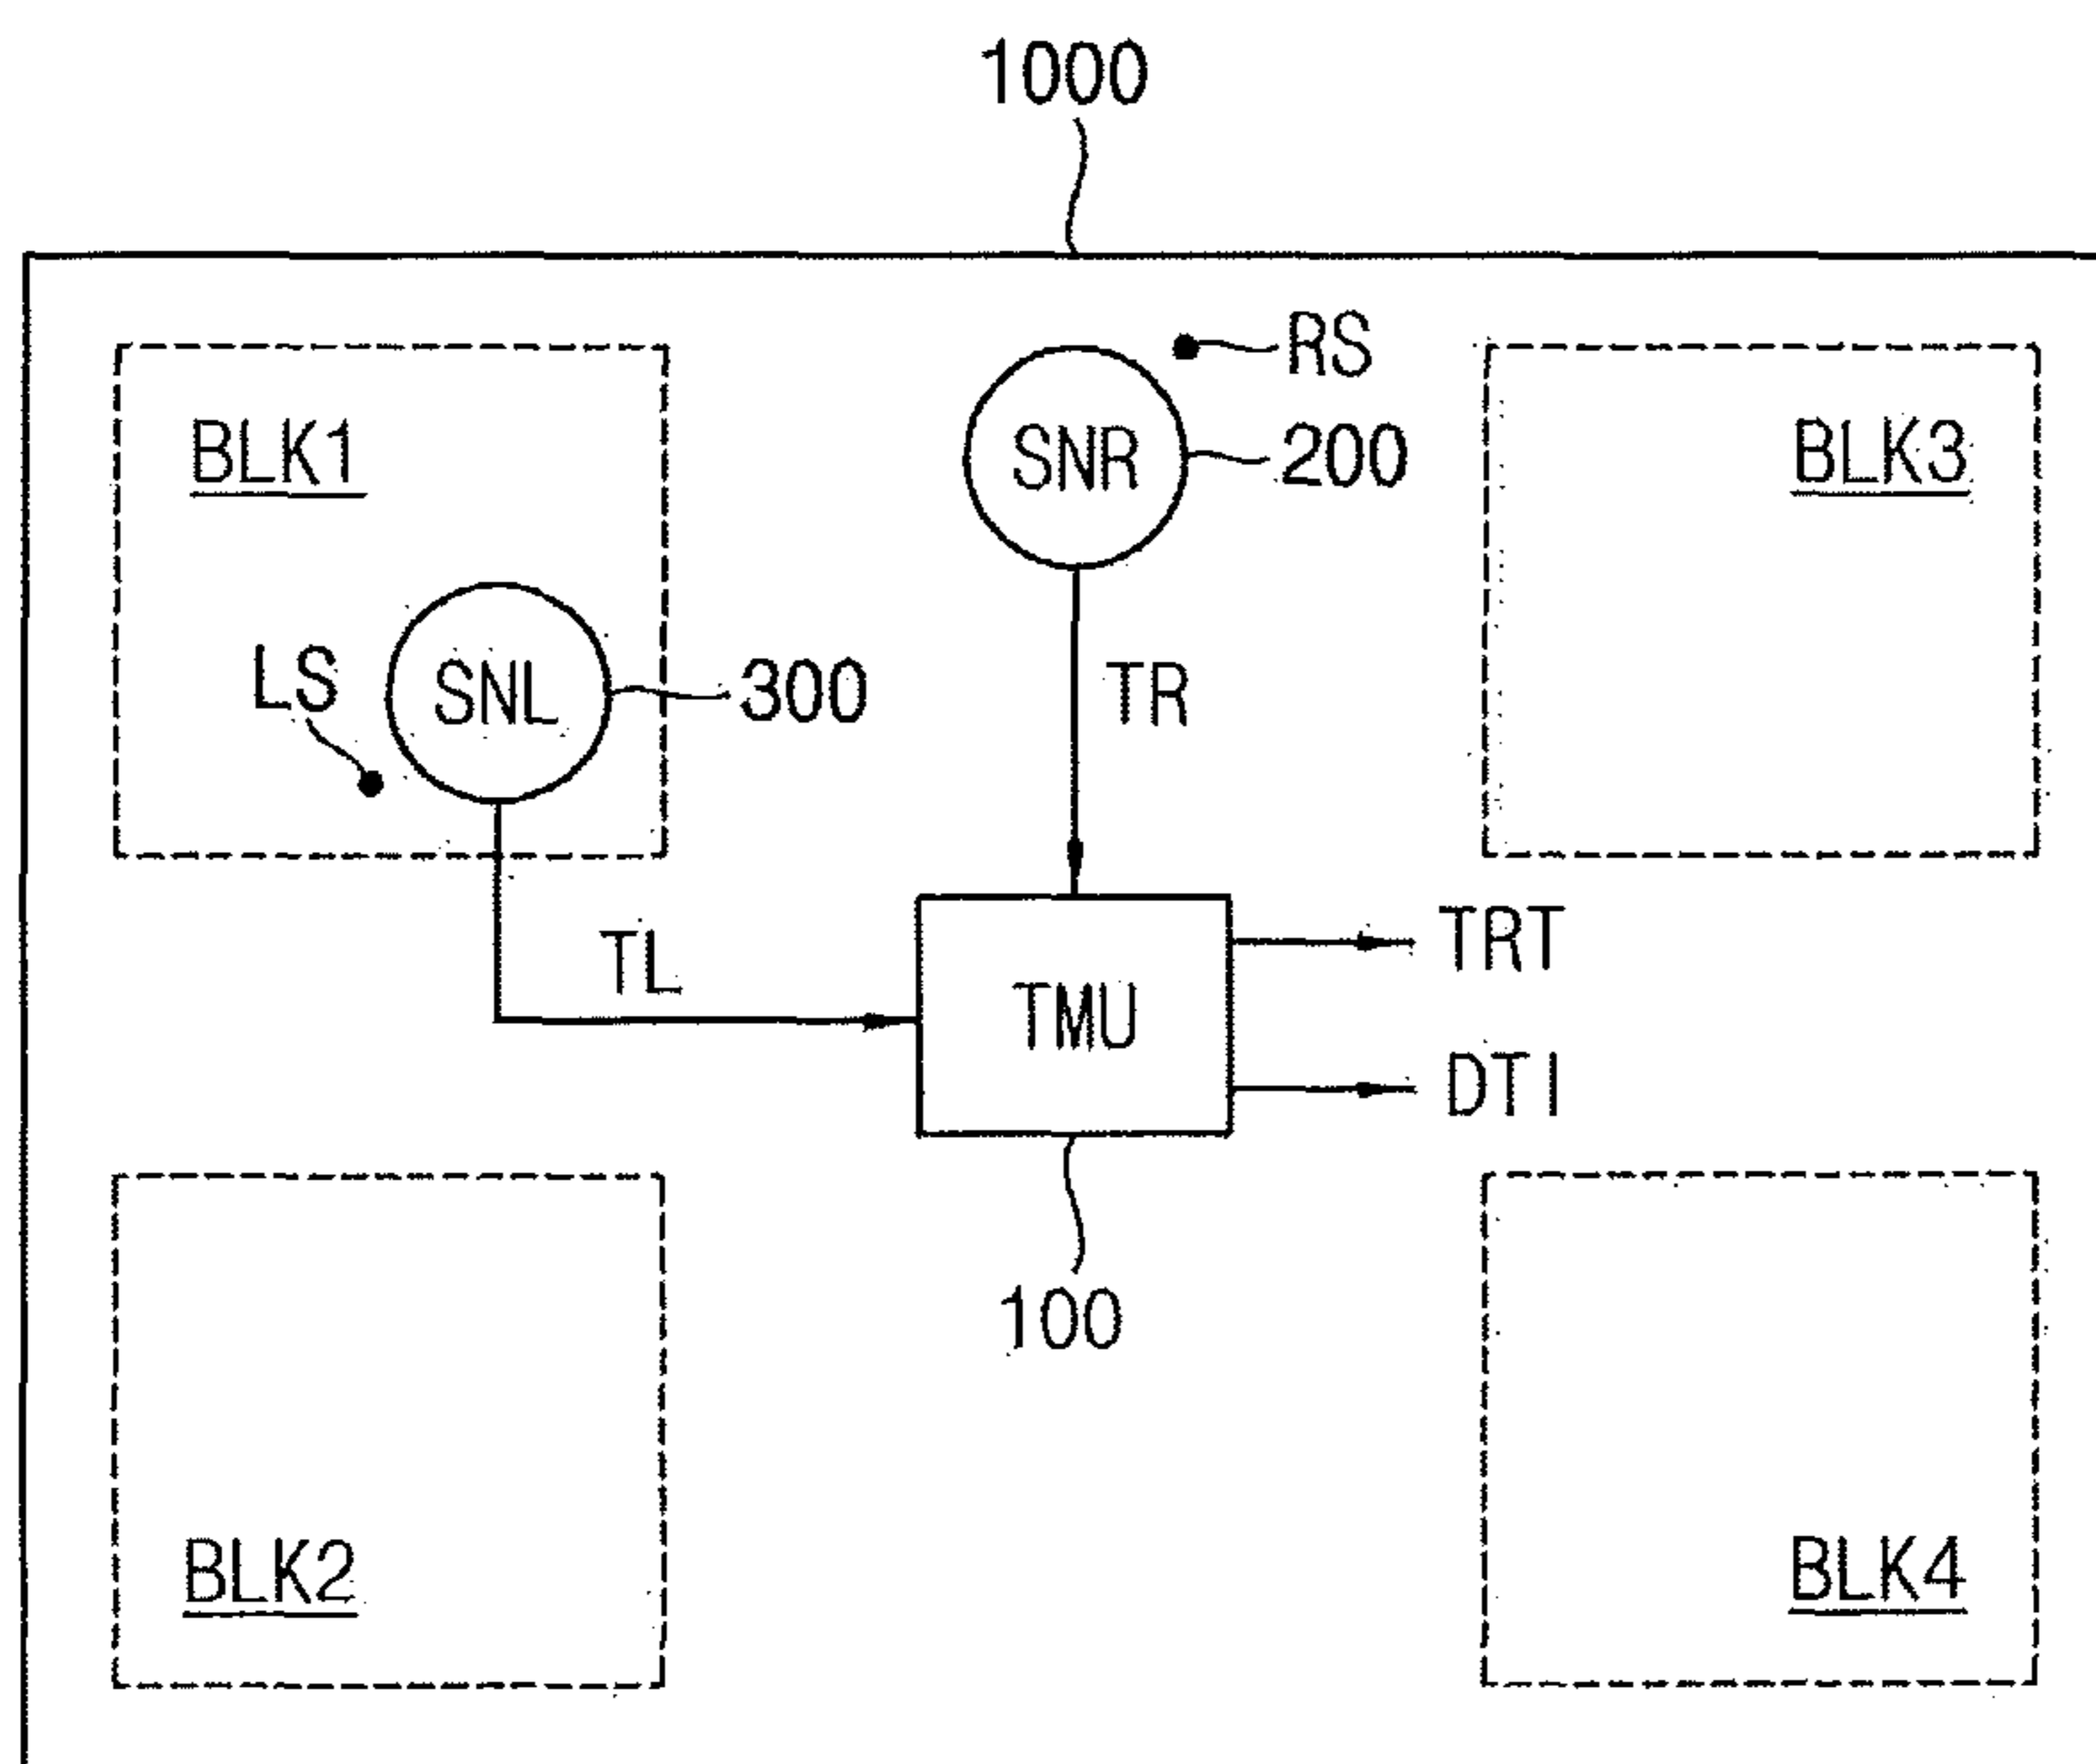 1000
RS
BLK1
SNR
200
BLK3
LS
SNL
300
TR
TRT
TL
TMU
DTI
100
BLK2
BLK4